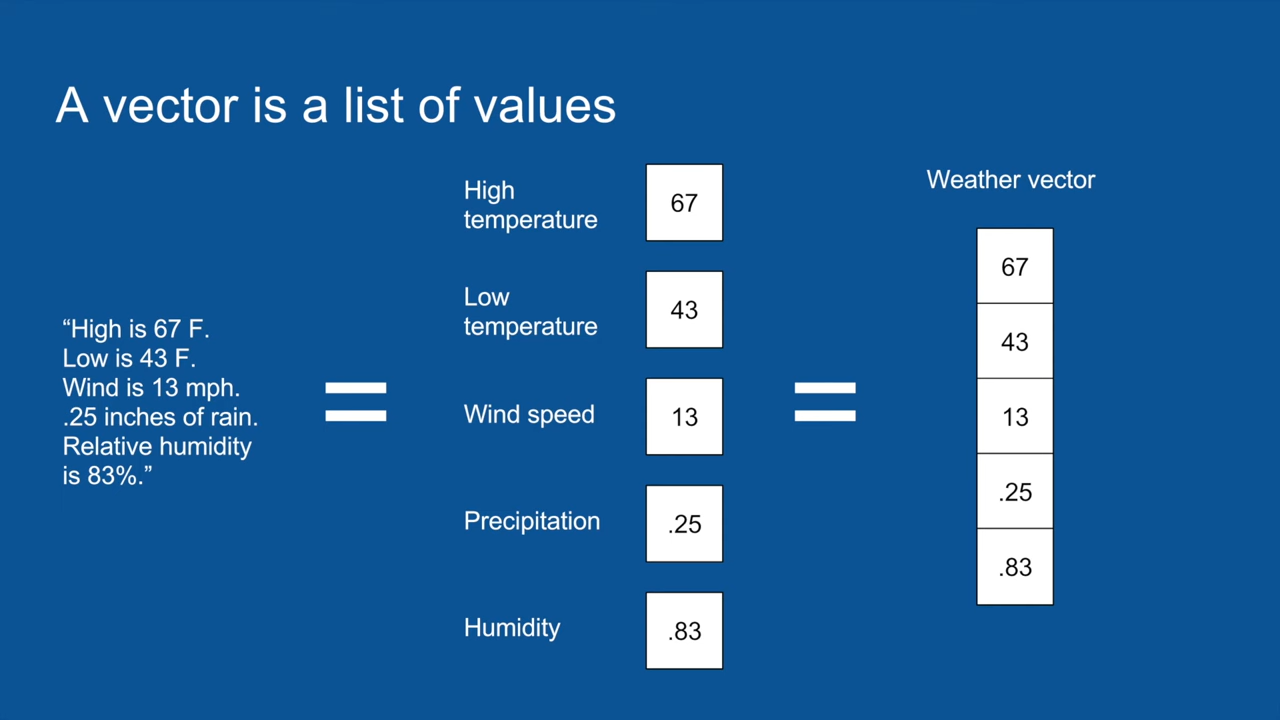 A vector is a list of values
“High is 67 F.
Low is 43 F.
Wind is 13 mph.
.25 inches of rain.
Relative humidity
is 83%.”
High
temperature
67
Low
temperature
43
Wind speed
13
Precipitation
.25
Humidity
.83
Weather vector
67
43
13
.25
.83